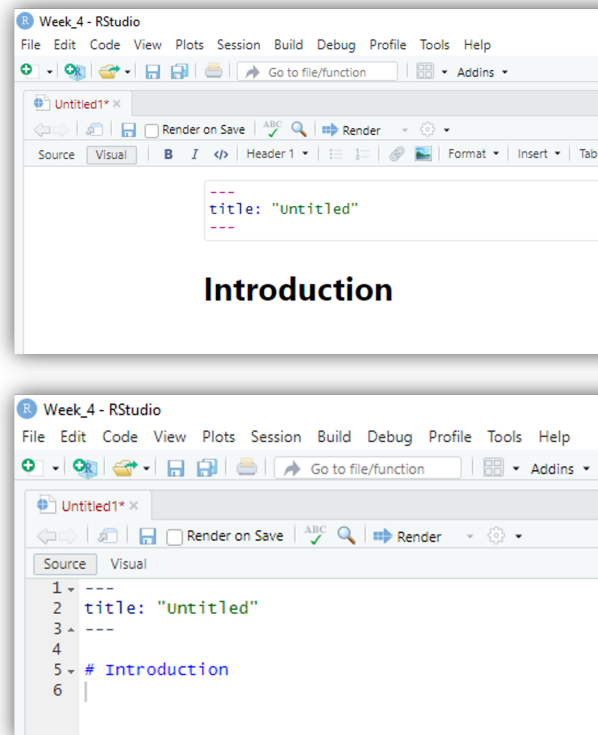 R Week_4 - RStudio
File Edit Code View Plots Session Build Debug Profile Tools Help
R Go to file/function Addins
Untitled1* ×
Render on Save ABC Render
Source Visual B I </> Header 1 Format Insert Tab
---
title: "Untitled"
---
Introduction
R Week_4 - RStudio
File Edit Code View Plots Session Build Debug Profile Tools Help
R Go to file/function Addins
Untitled1* ×
Render on Save ABC Render
Source Visual
1 ---
2 title: "Untitled"
3 ---
4
5 # Introduction
6